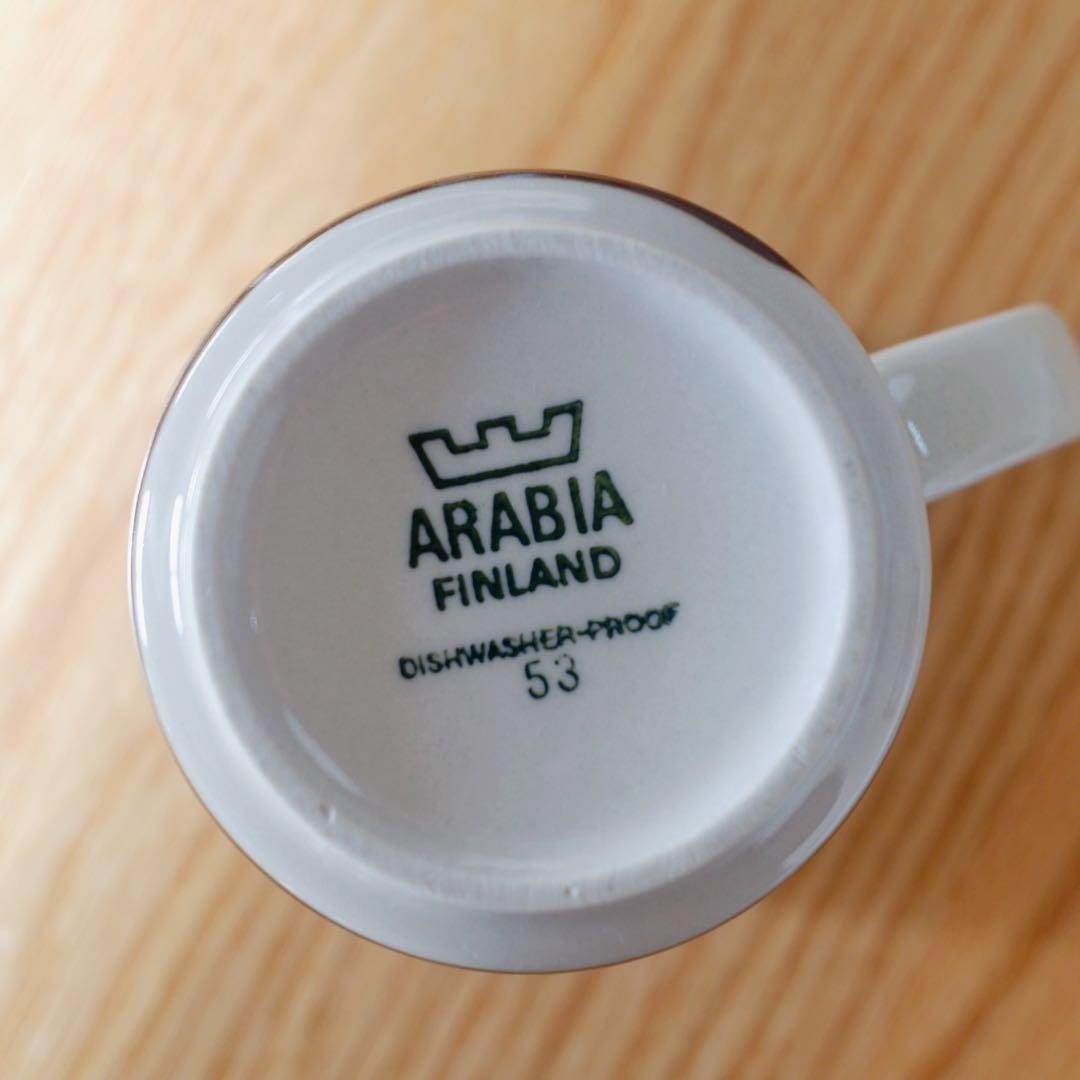 ARABIA
FINLAND
DISHWASHER-PROOF
53